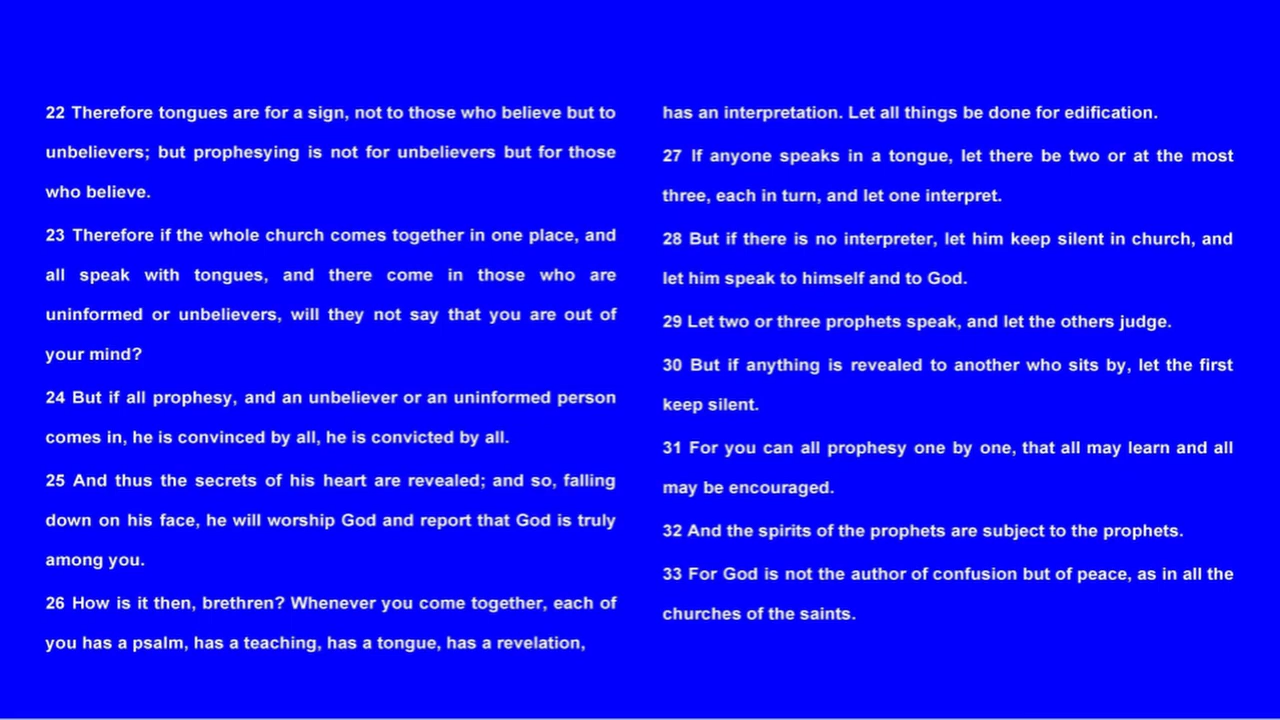 22 Therefore tongues are for a sign, not to those who believe but to
unbelievers; but prophesying is not for unbelievers but for those
who believe.
23 Therefore if the whole church comes together in one place, and
all speak with tongues, and there come in those who are
uninformed or unbelievers, will they not say that you are out of
your mind?
24 But if all prophesy, and an unbeliever or an uninformed person
comes in, he is convinced by all, he is convicted by all.
25 And thus the secrets of his heart are revealed; and so, falling
down on his face, he will worship God and report that God is truly
among you.
26 How is it then, brethren? Whenever you come together, each of
you has a psalm, has a teaching, has a tongue, has a revelation,
has an interpretation. Let all things be done for edification.
27 If anyone speaks in a tongue, let there be two or at the most
three, each in turn, and let one interpret.
28 But if there is no interpreter, let him keep silent in church, and
let him speak to himself and to God.
29 Let two or three prophets speak, and let the others judge.
30 But if anything is revealed to another who sits by, let the first
keep silent.
31 For you can all prophesy one by one, that all may learn and all
may be encouraged.
32 And the spirits of the prophets are subject to the prophets.
33 For God is not the author of confusion but of peace, as in all the
churches of the saints.